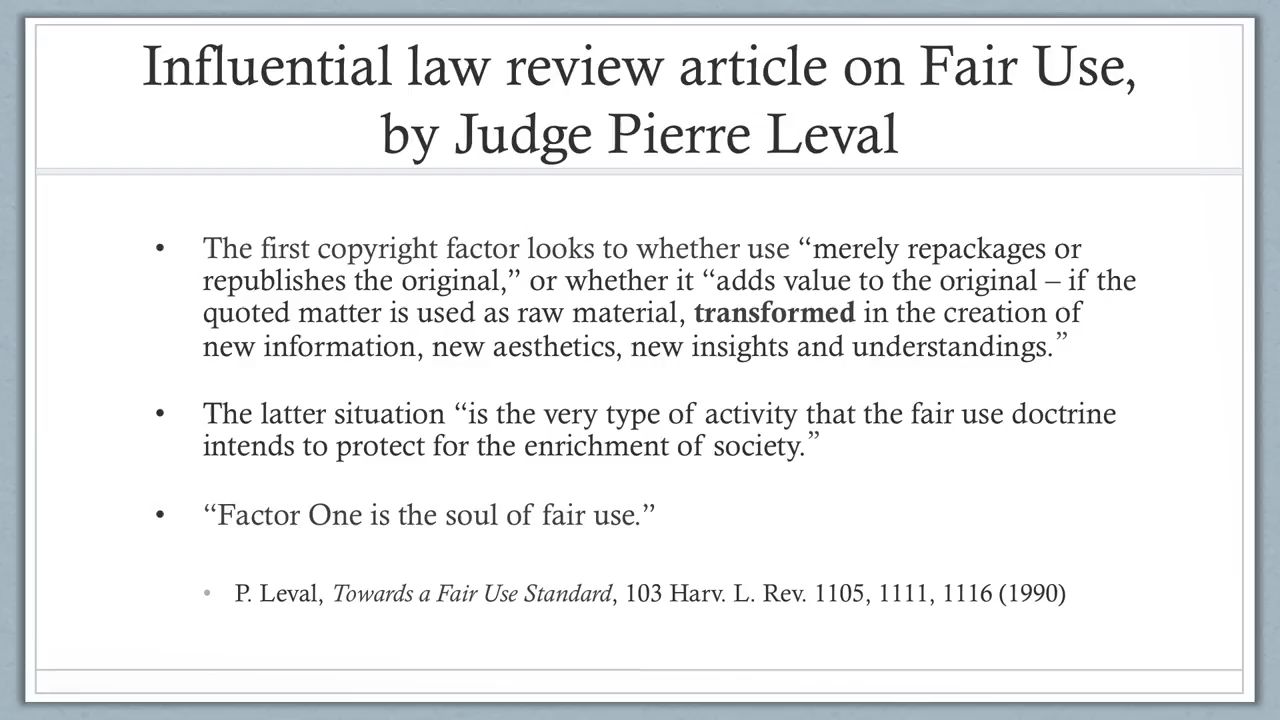 Influential law review article on Fair Use,
by Judge Pierre Leval
• The first copyright factor looks to whether use “merely repackages or
republishes the original,” or whether it “adds value to the original – if the
quoted matter is used as raw material, transformed in the creation of
new information, new aesthetics, new insights and understandings.”
• The latter situation “is the very type of activity that the fair use doctrine
intends to protect for the enrichment of society.”
• “Factor One is the soul of fair use.”
• P. Leval, Towards a Fair Use Standard, 103 Harv. L. Rev. 1105, 1111, 1116 (1990)